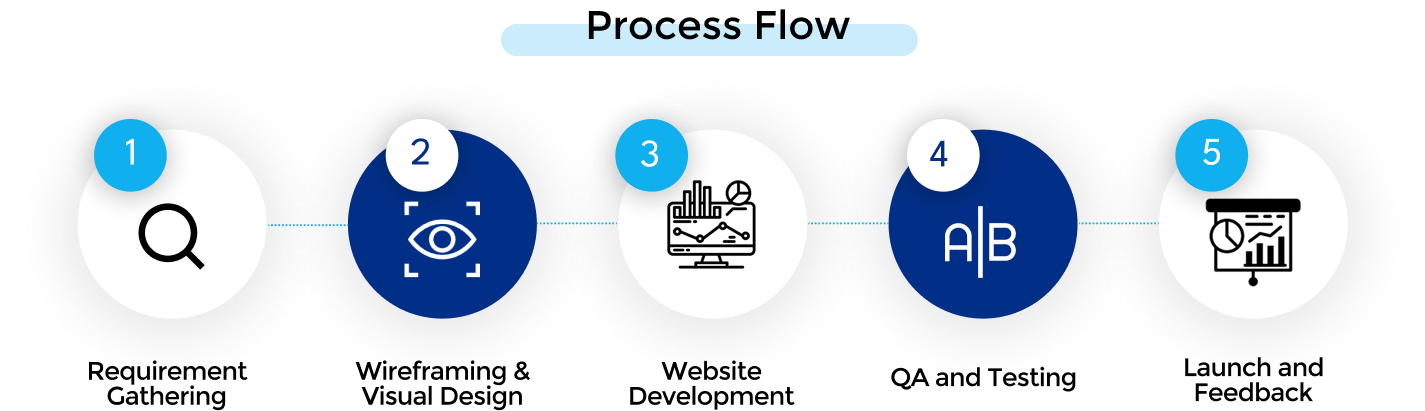 Process Flow
1
2
3
4
5
A|B
Requirement
Gathering
Wireframing &
Visual Design
Website
Development
QA and Testing
Launch and
Feedback